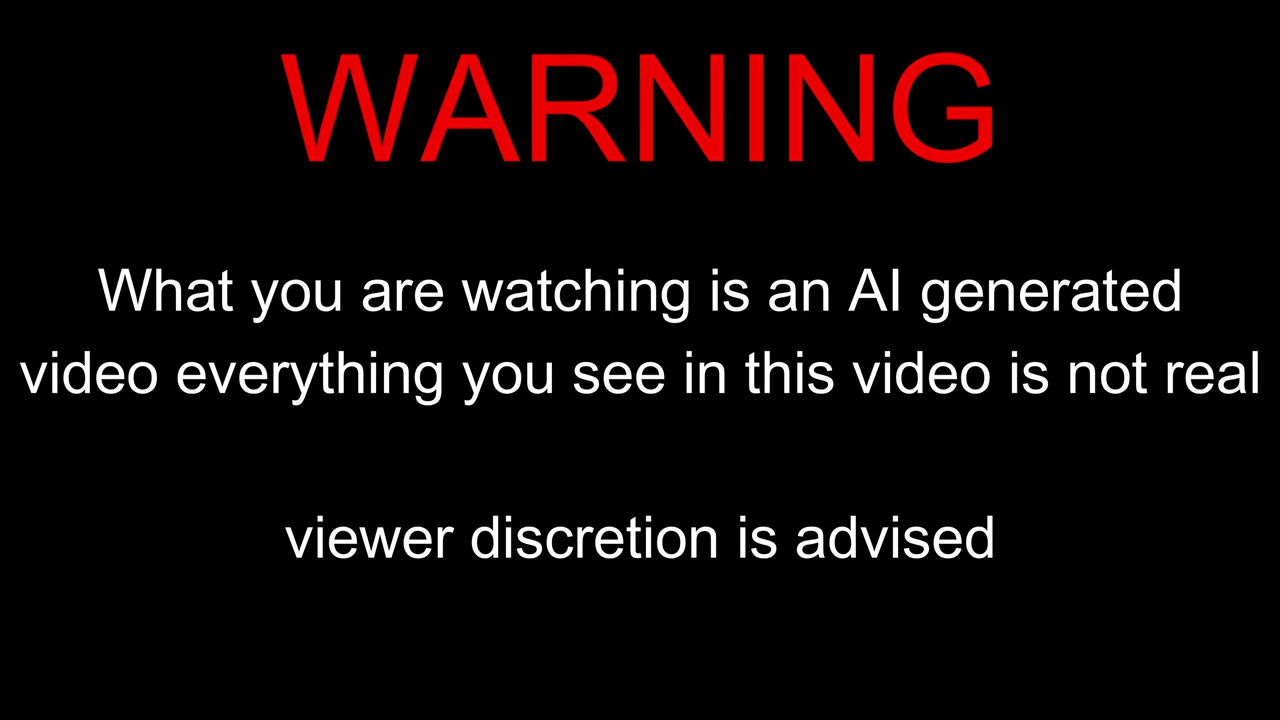 WARNING
What you are watching is an AI generated
video everything you see in this video is not real
viewer discretion is advised